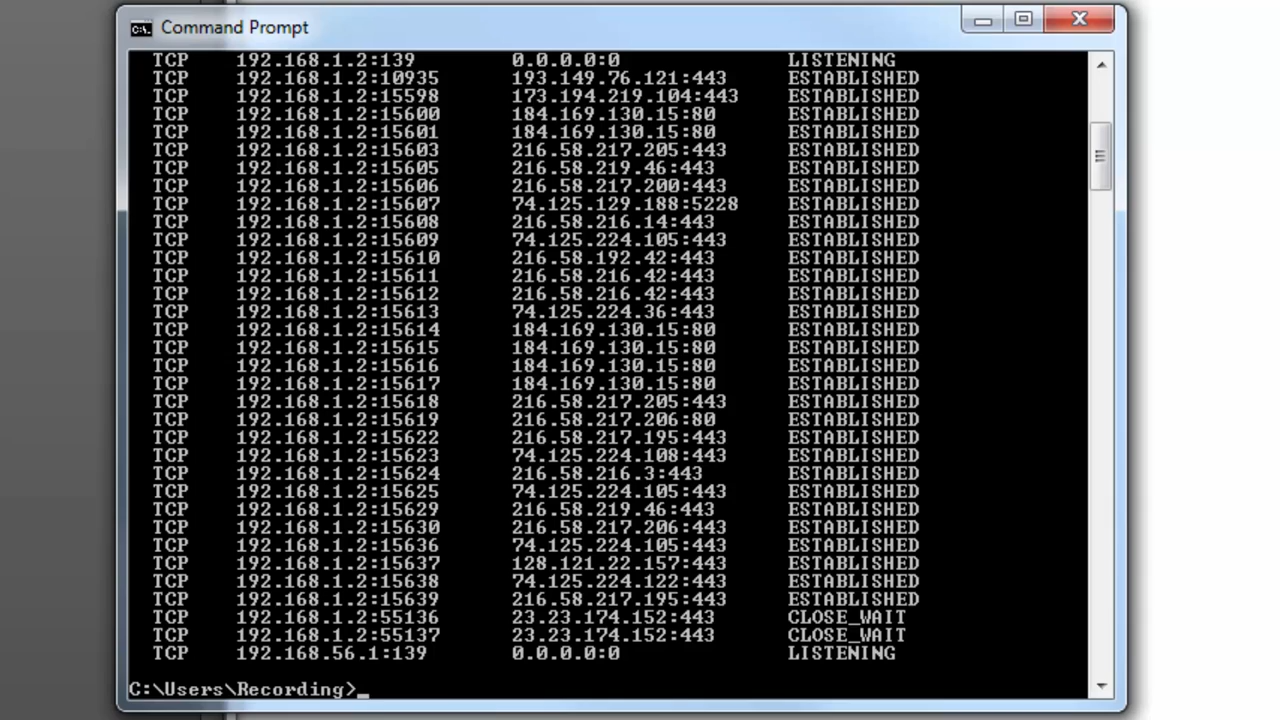 Command Prompt
TCP 192.168.1.2:139 0.0.0.0:0 LISTENING
TCP 192.168.1.2:10935 193.149.76.121:443 ESTABLISHED
TCP 192.168.1.2:15598 173.194.219.104:443 ESTABLISHED
TCP 192.168.1.2:15600 184.169.130.15:80 ESTABLISHED
TCP 192.168.1.2:15601 184.169.130.15:80 ESTABLISHED
TCP 192.168.1.2:15603 216.58.217.205:443 ESTABLISHED
TCP 192.168.1.2:15605 216.58.219.46:443 ESTABLISHED
TCP 192.168.1.2:15606 216.58.217.200:443 ESTABLISHED
TCP 192.168.1.2:15607 74.125.129.188:5228 ESTABLISHED
TCP 192.168.1.2:15608 216.58.216.14:443 ESTABLISHED
TCP 192.168.1.2:15609 74.125.224.105:443 ESTABLISHED
TCP 192.168.1.2:15610 216.58.192.42:443 ESTABLISHED
TCP 192.168.1.2:15611 216.58.216.42:443 ESTABLISHED
TCP 192.168.1.2:15612 216.58.216.42:443 ESTABLISHED
TCP 192.168.1.2:15613 74.125.224.36:443 ESTABLISHED
TCP 192.168.1.2:15614 184.169.130.15:80 ESTABLISHED
TCP 192.168.1.2:15615 184.169.130.15:80 ESTABLISHED
TCP 192.168.1.2:15616 184.169.130.15:80 ESTABLISHED
TCP 192.168.1.2:15617 184.169.130.15:80 ESTABLISHED
TCP 192.168.1.2:15618 216.58.217.205:443 ESTABLISHED
TCP 192.168.1.2:15619 216.58.217.206:80 ESTABLISHED
TCP 192.168.1.2:15622 216.58.217.195:443 ESTABLISHED
TCP 192.168.1.2:15623 74.125.224.108:443 ESTABLISHED
TCP 192.168.1.2:15624 216.58.216.3:443 ESTABLISHED
TCP 192.168.1.2:15625 74.125.224.105:443 ESTABLISHED
TCP 192.168.1.2:15629 216.58.219.46:443 ESTABLISHED
TCP 192.168.1.2:15630 216.58.217.206:443 ESTABLISHED
TCP 192.168.1.2:15636 74.125.224.105:443 ESTABLISHED
TCP 192.168.1.2:15637 128.121.22.157:443 ESTABLISHED
TCP 192.168.1.2:15638 74.125.224.122:443 ESTABLISHED
TCP 192.168.1.2:15639 216.58.217.195:443 ESTABLISHED
TCP 192.168.1.2:55136 23.23.174.152:443 CLOSE_WAIT
TCP 192.168.1.2:55137 23.23.174.152:443 CLOSE_WAIT
TCP 192.168.56.1:139 0.0.0.0:0 LISTENING
C:\Users\Recording>_